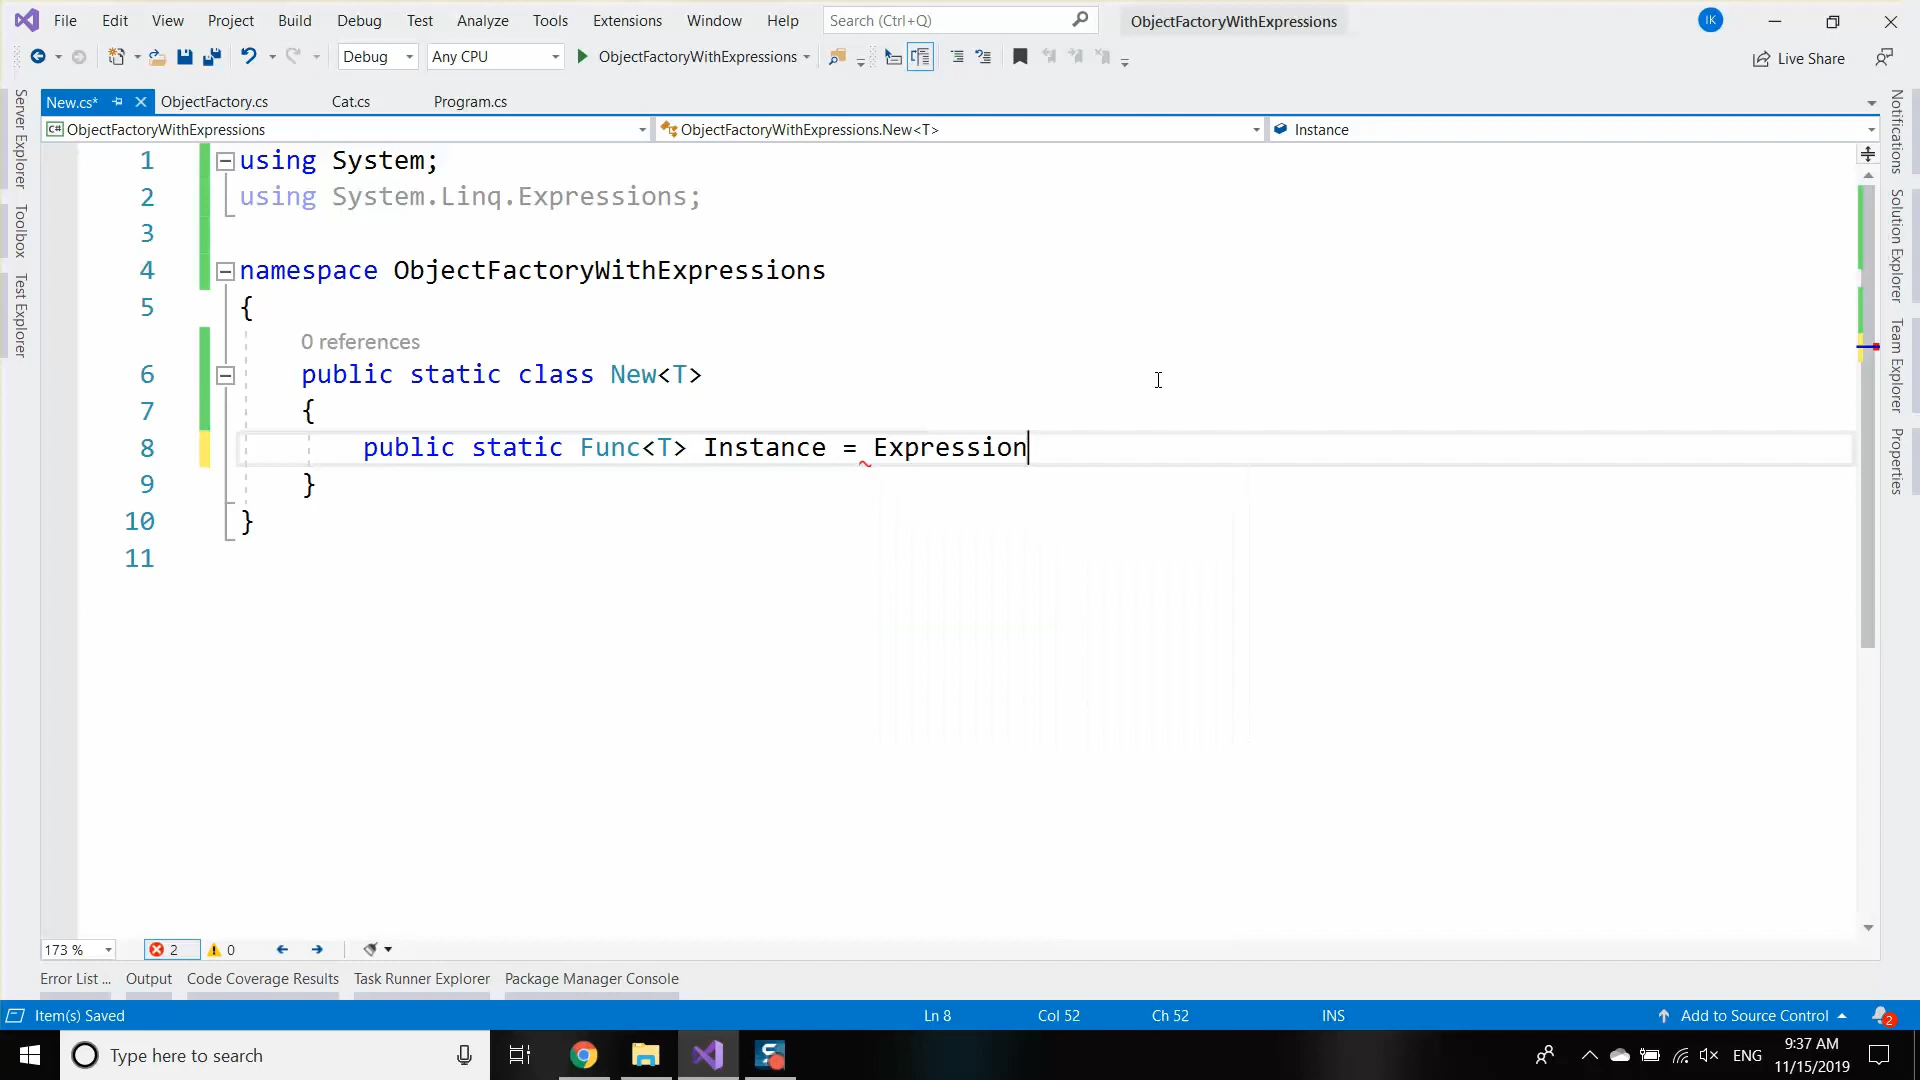 File Edit View Project Build Debug Test Analyze Tools Extensions Window Help Search (Ctrl+Q) ObjectFactoryWithExpressions IK
Debug Any CPU ObjectFactoryWithExpressions Live Share
New.cs* ObjectFactory.cs Cat.cs Program.cs
C# ObjectFactoryWithExpressions ObjectFactoryWithExpressions.New<T> Instance
Server Explorer
Toolbox
Test Explorer
1 using System;
2 using System.Linq.Expressions;
3
4 namespace ObjectFactoryWithExpressions
5 {
0 references
6 public static class New<T>
7 {
8 public static Func<T> Instance = Expression
9 }
10 }
11
Notifications
Solution Explorer
Team Explorer
Properties
173 % 2 0
Error List ... Output Code Coverage Results Task Runner Explorer Package Manager Console
Item(s) Saved Ln 8 Col 52 Ch 52 INS Add to Source Control 2
Type here to search ENG 9:37 AM
11/15/2019